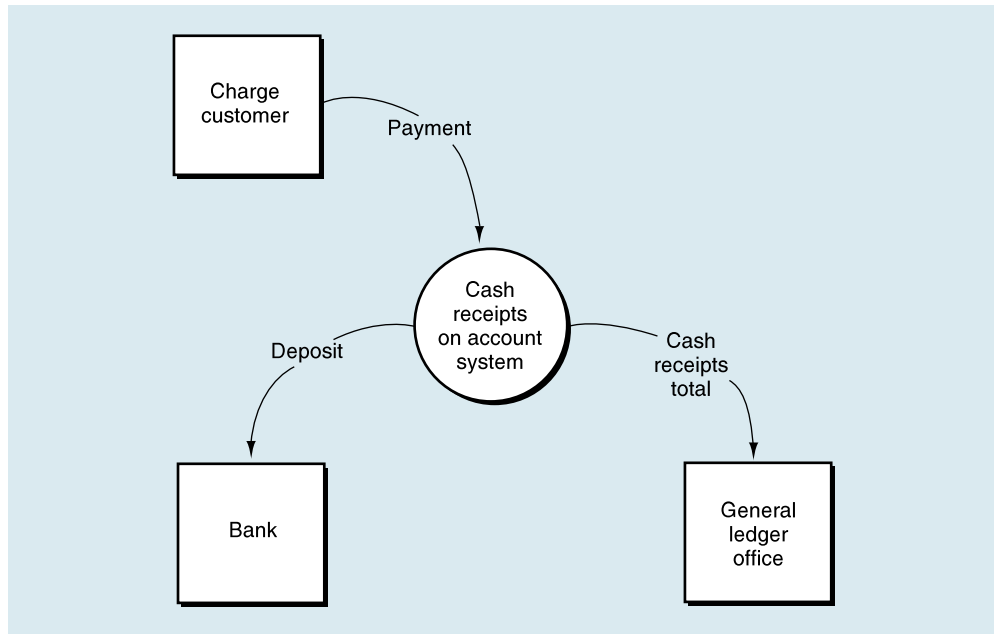 Charge
customer
Payment
Cash
receipts
on account
system
Deposit
Cash
receipts
total
Bank
General
ledger
office